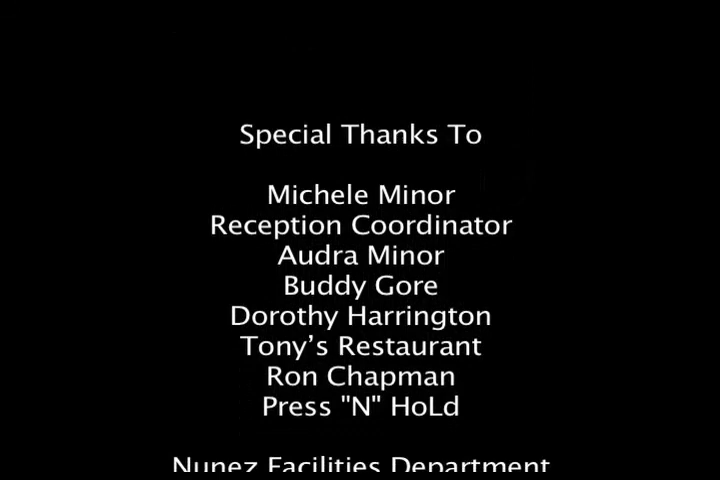 Special Thanks To
Michele Minor
Reception Coordinator
Audra Minor
Buddy Gore
Dorothy Harrington
Tony’s Restaurant
Ron Chapman
Press "N" HoLd
Nunez Facilities Department